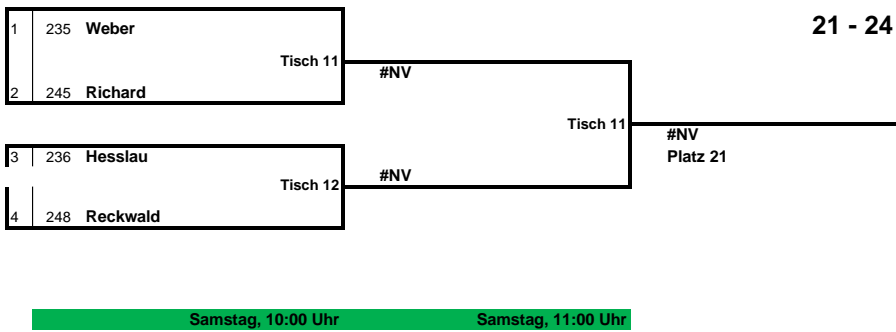 21 - 24
1 235 Weber
Tisch 11
#NV
2 245 Richard
Tisch 11
#NV
Platz 21
3 236 Hesslau
#NV
Tisch 12
4 248 Reckwald
Samstag, 10:00 Uhr Samstag, 11:00 Uhr